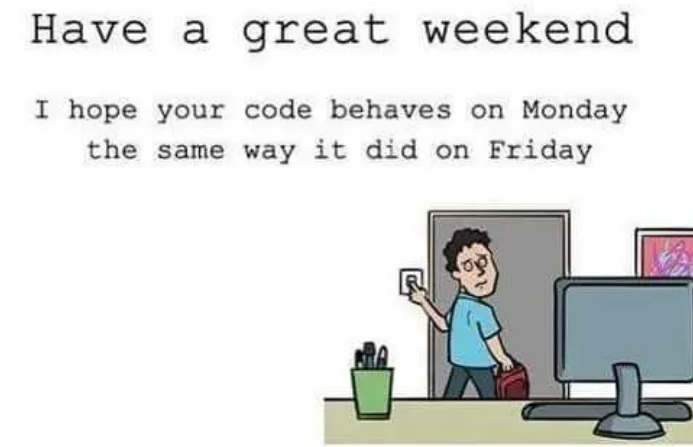 Have a great weekend
I hope your code behaves on Monday
the same way it did on Friday